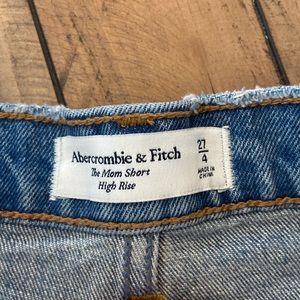 Abercrombie & Fitch
The Mom Short
High Rise
27
4
MADE IN
CHINA